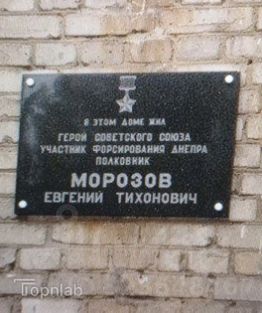 В ЭТОМ ДОМЕ ЖИЛ
ГЕРОЙ СОВЕТСКОГО СОЮЗА
УЧАСТНИК ФОРСИРОВАНИЯ ДНЕПРА
ПОЛКОВНИК
МОРОЗОВ
ЕВГЕНИЙ ТИХОНОВИЧ
Topnlab